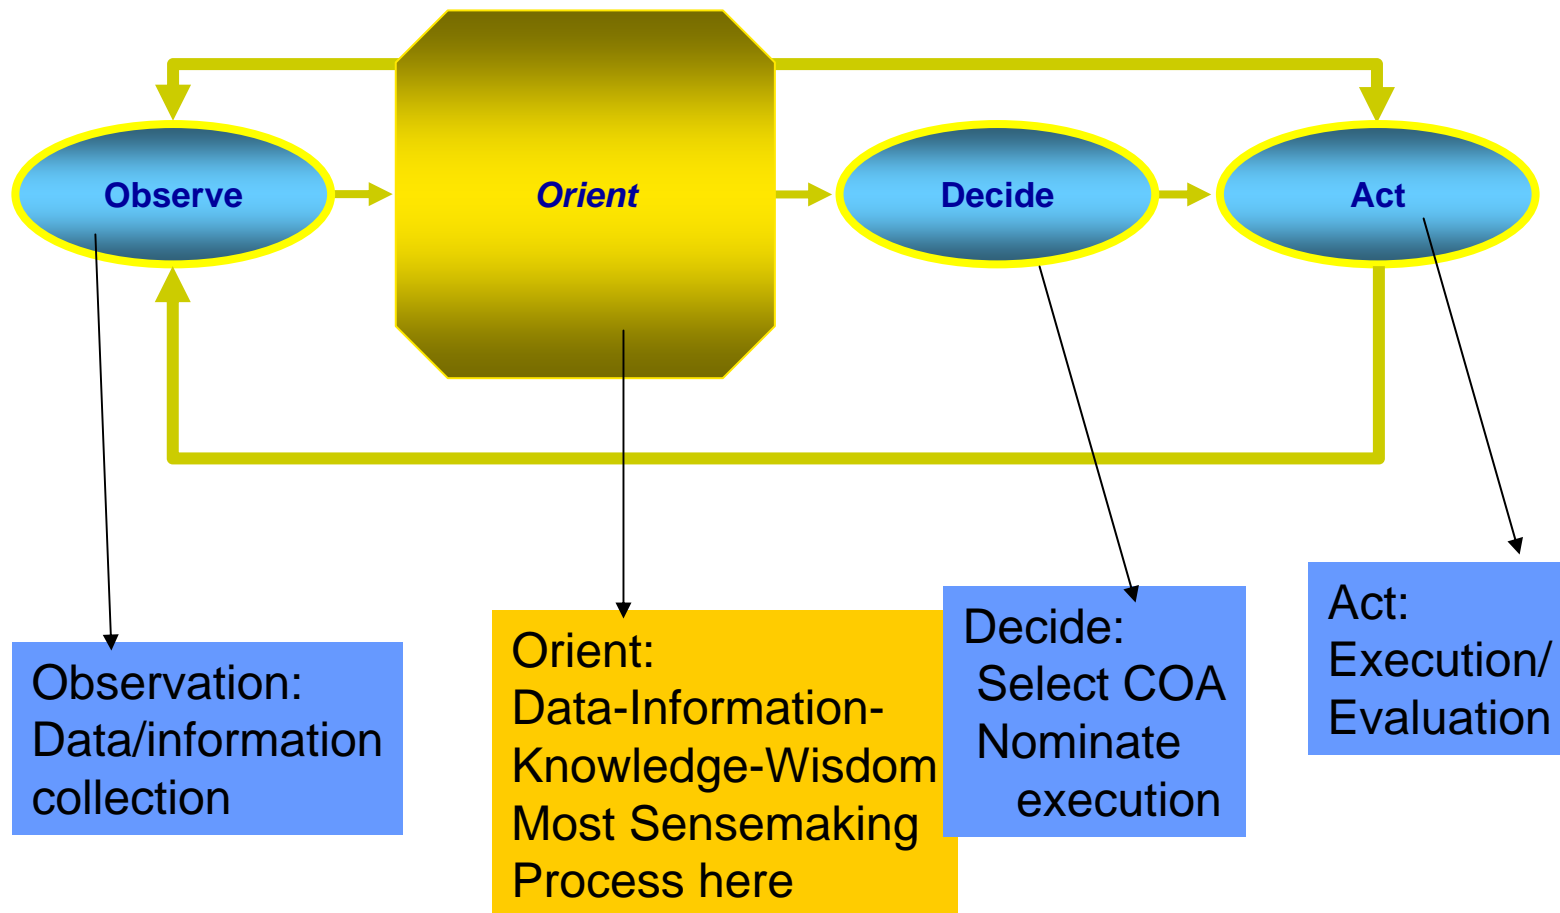 Observe
Orient
Decide
Act
Observation:
Data/information
collection
Orient:
Data-Information-
Knowledge-Wisdom
Most Sensemaking
Process here
Decide:
Select COA
Nominate
execution
Act:
Execution/
Evaluation